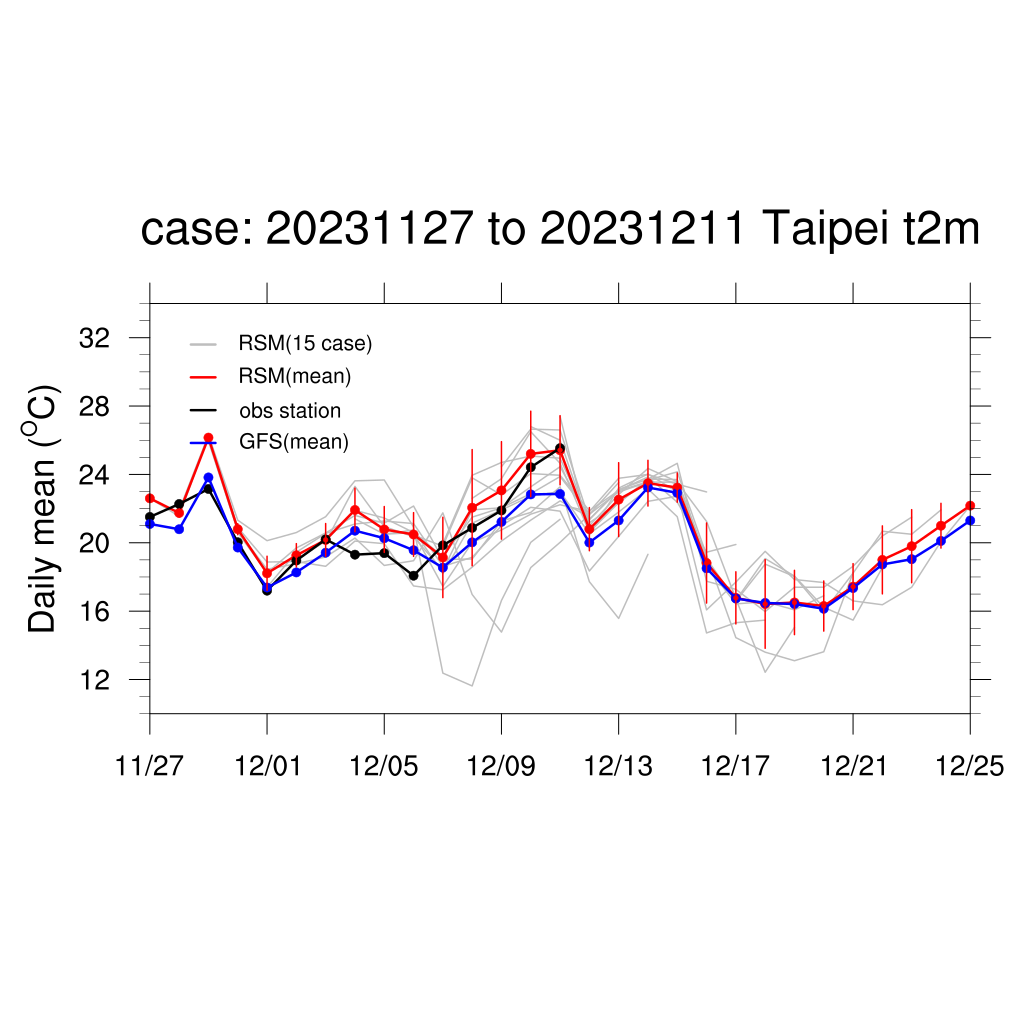 case: 20231127 to 20231211 Taipei t2m
Daily mean (°C)
32
28
24
20
16
12
RSM(15 case)
RSM(mean)
obs station
GFS(mean)
11/27 12/01 12/05 12/09 12/13 12/17 12/21 12/25